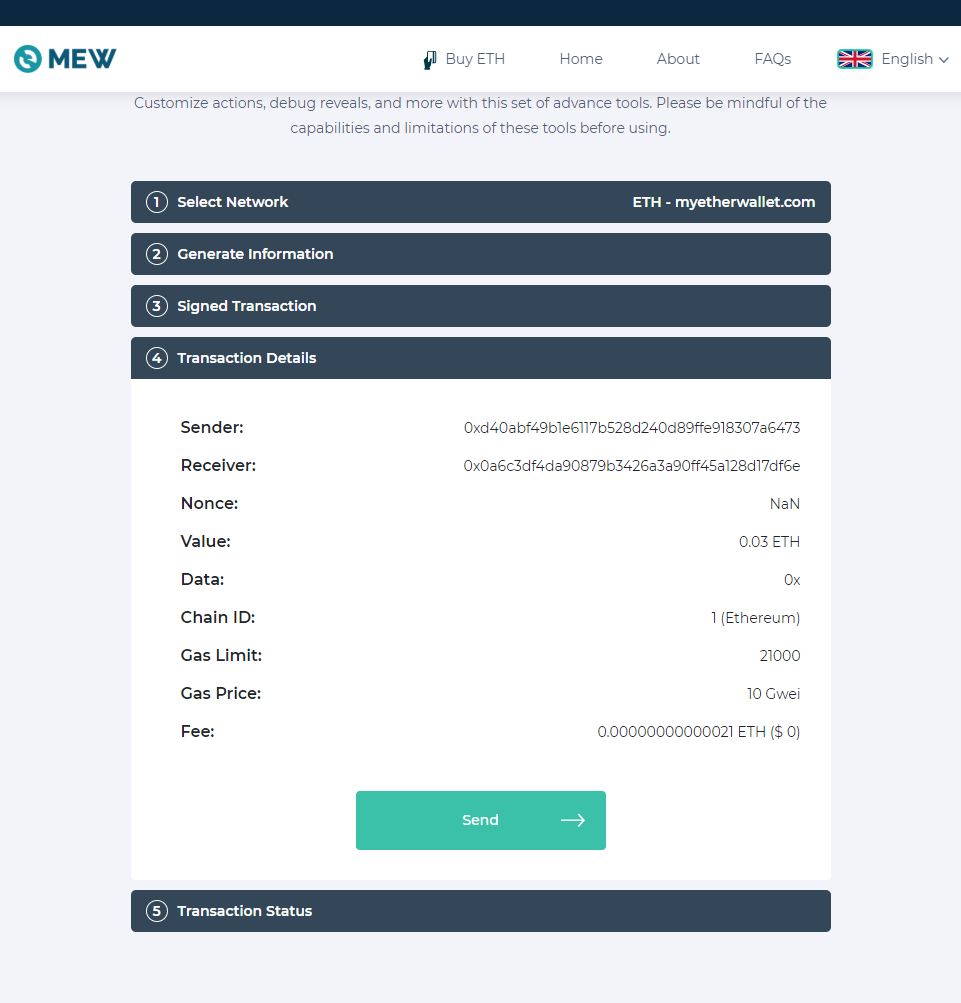 MEW
Buy ETH
Home
About
FAQs
English
Customize actions, debug reveals, and more with this set of advance tools. Please be mindful of the
capabilities and limitations of these tools before using.
1 Select Network ETH - myetherwallet.com
2 Generate Information
3 Signed Transaction
4 Transaction Details
Sender: 0xd40abf49b1e6117b528d240d89ffe918307a6473
Receiver: 0x0a6c3df4da90879b3426a3a90ff45a128d17df6e
Nonce: NaN
Value: 0.03 ETH
Data: 0x
Chain ID: 1 (Ethereum)
Gas Limit: 21000
Gas Price: 10 Gwei
Fee: 0.00000000000021 ETH ($ 0)
Send
5 Transaction Status